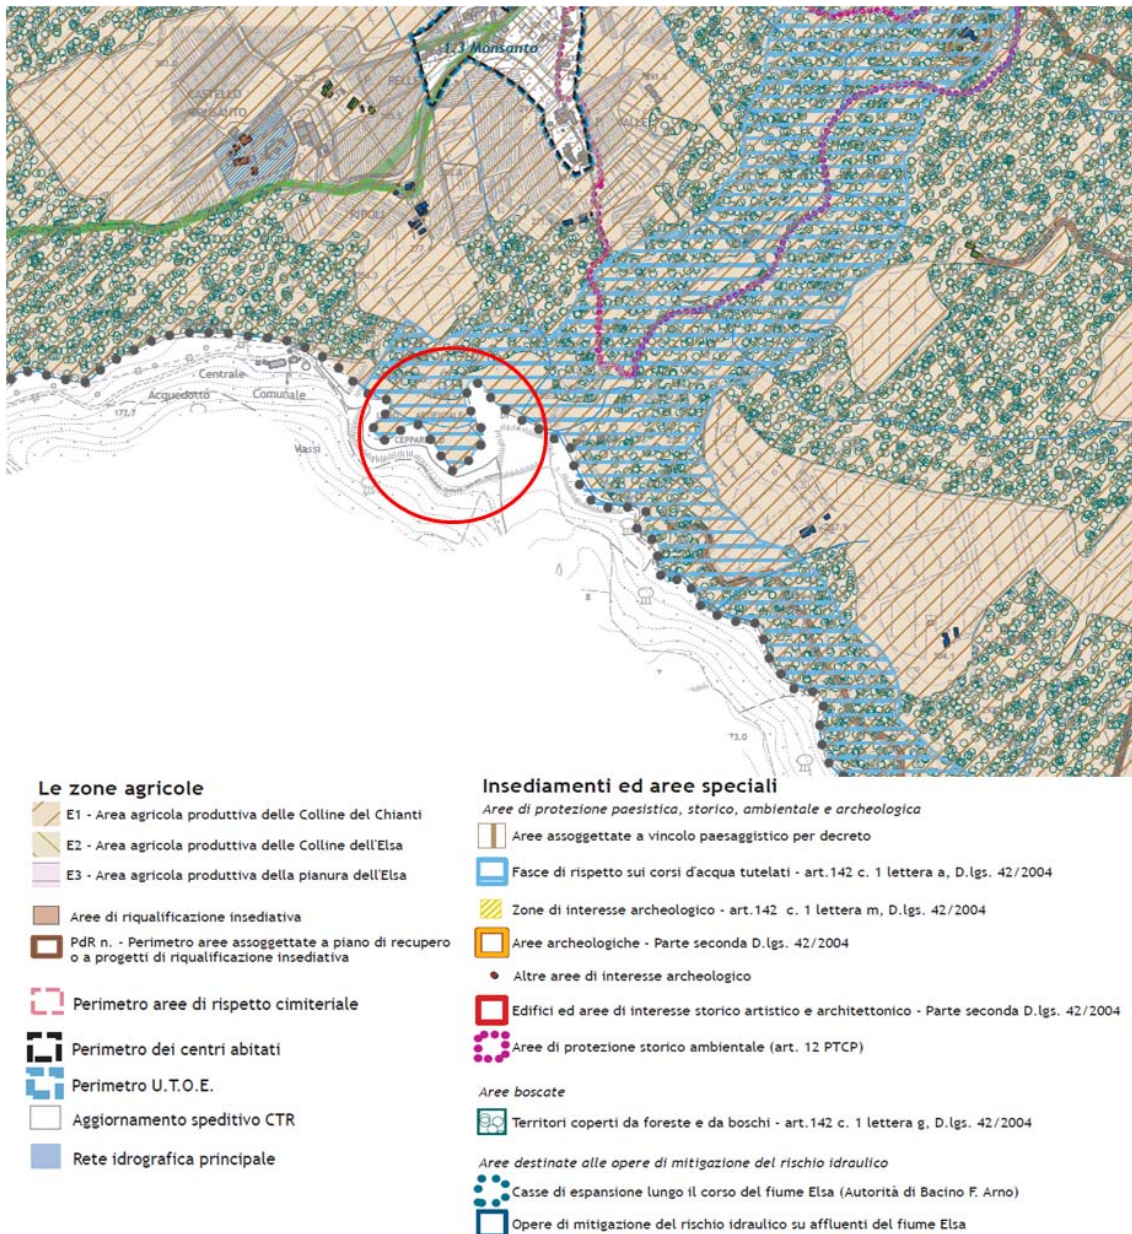 1.3 Monsanto
CASTELLO
RIPOLI
Centrale
Acquedotto
Comunale
177.7
Massi
CEPPARELLO
Le zone agricole
E1 - Area agricola produttiva delle Colline del Chianti
E2 - Area agricola produttiva delle Colline dell'Elsa
E3 - Area agricola produttiva della pianura dell'Elsa
Aree di riqualificazione insediativa
PdR n. - Perimetro aree assoggettate a piano di recupero
o a progetti di riqualificazione insediativa
Perimetro aree di rispetto cimiteriale
Perimetro dei centri abitati
Perimetro U.T.O.E.
Aggiornamento speditivo CTR
Rete idrografica principale
Insediamenti ed aree speciali
Aree di protezione paesistica, storico, ambientale e archeologica
Aree assoggettate a vincolo paesaggistico per decreto
Fasce di rispetto sui corsi d'acqua tutelati - art.142 c. 1 lettera a, D.lgs. 42/2004
Zone di interesse archeologico - art.142 c. 1 lettera m, D.lgs. 42/2004
Aree archeologiche - Parte seconda D.lgs. 42/2004
Altre aree di interesse archeologico
Edifici ed aree di interesse storico artistico e architettonico - Parte seconda D.lgs. 42/2004
Aree di protezione storico ambientale (art. 12 PTCP)
Aree boscate
Territori coperti da foreste e da boschi - art.142 c. 1 lettera g, D.lgs. 42/2004
Aree destinate alle opere di mitigazione del rischio idraulico
Casse di espansione lungo il corso del fiume Elsa (Autorità di Bacino F. Arno)
Opere di mitigazione del rischio idraulico su affluenti del fiume Elsa